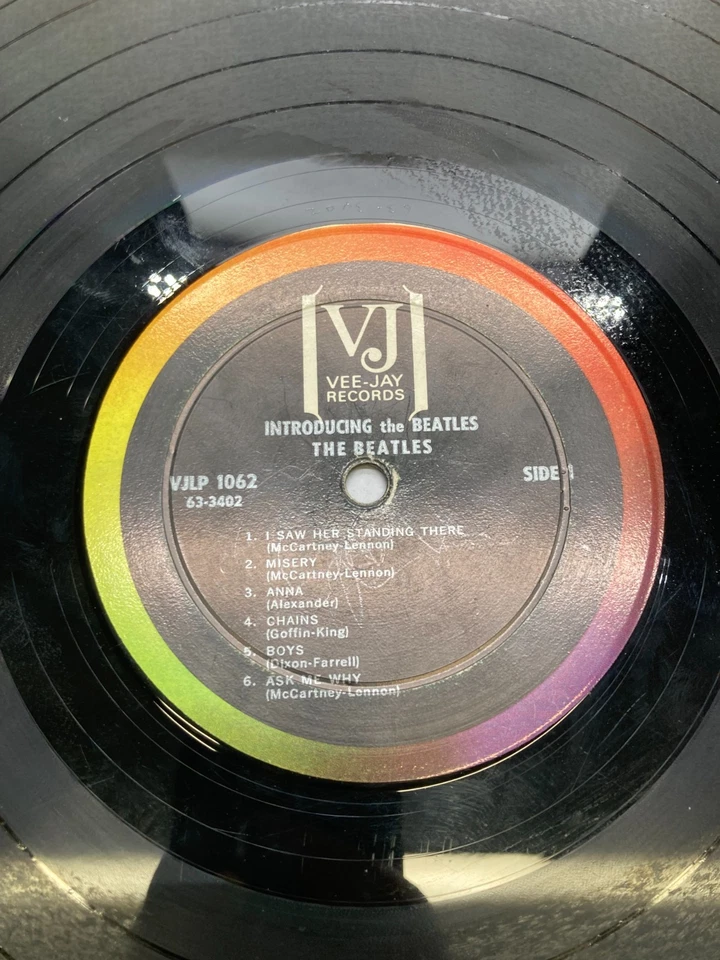 VJ
VEE-JAY
RECORDS
INTRODUCING the BEATLES
THE BEATLES
VJLP 1062
SIDE 1
63-3402
1. I SAW HER STANDING THERE
(McCartney-Lennon)
2. MISERY
(McCartney-Lennon)
3. ANNA
(Alexander)
4. CHAINS
(Goffin-King)
5. BOYS
(Dixon-Farrell)
6. ASK ME WHY
(McCartney-Lennon)